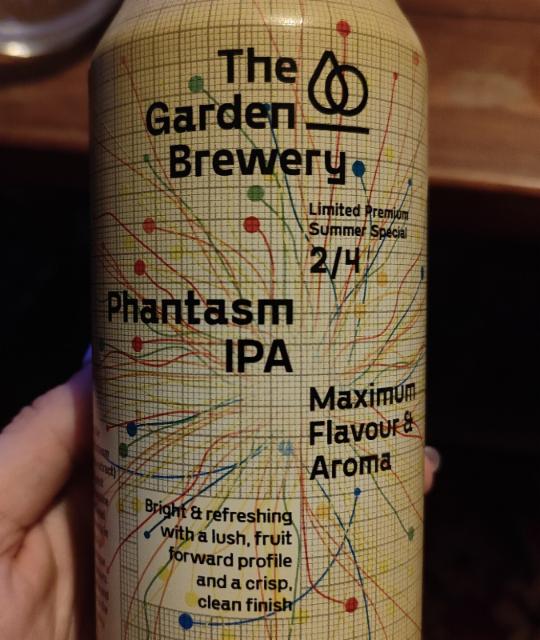 The
Garden
Brewery
Limited Premium
Summer Special
2/4
Phantasm
IPA
Maximum
Flavour &
Aroma
Bright & refreshing
with a lush, fruit
forward profile
and a crisp,
clean finish